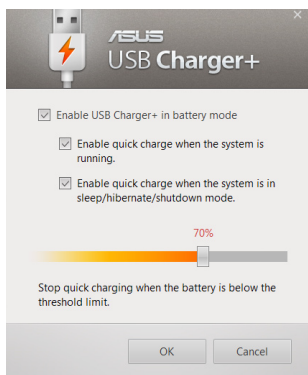 ASUS
USB Charger+
Enable USB Charger+ in battery mode
Enable quick charge when the system is
running.
Enable quick charge when the system is in
sleep/hibernate/shutdown mode.
70%
Stop quick charging when the battery is below the
threshold limit.
OK
Cancel